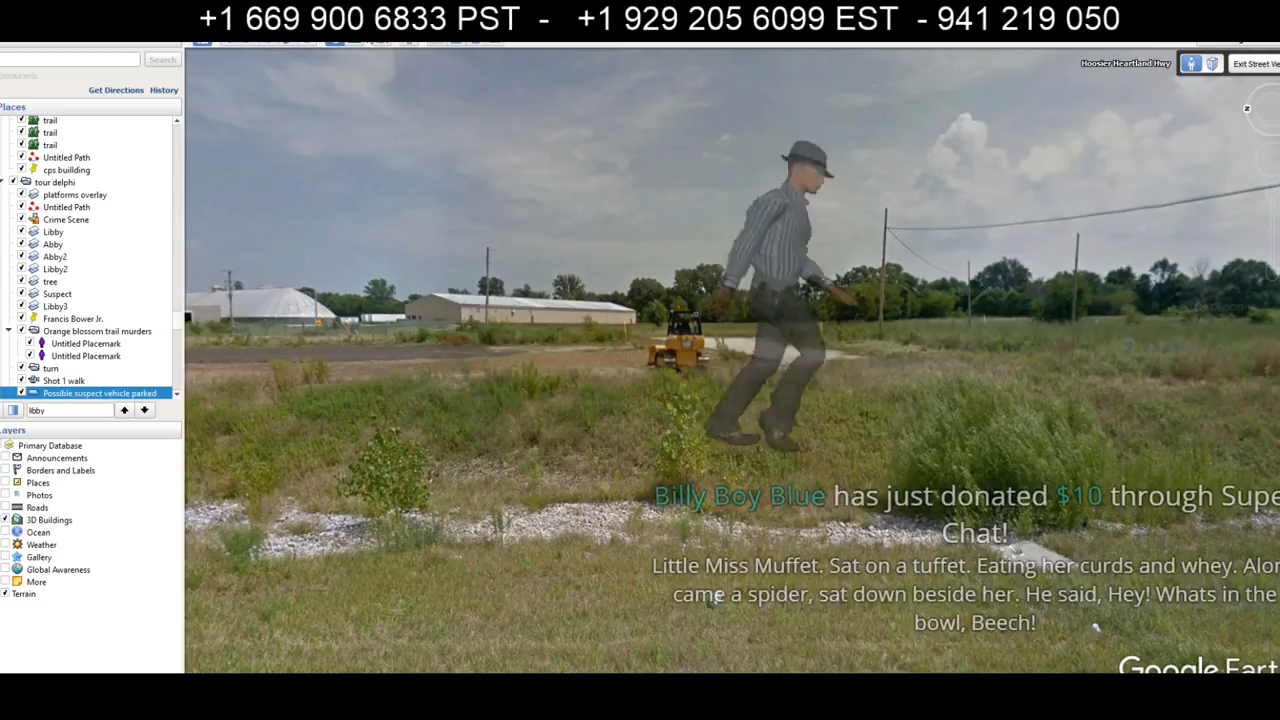 +1 669 900 6833 PST - +1 929 205 6099 EST - 941 219 050
Search
Restaurants
Get Directions History
Places
trail
trail
trail
Untitled Path
cps buiilding
tour delphi
platforms overlay
Untitled Path
Crime Scene
Libby
Abby
Abby2
Libby2
tree
Suspect
Libby3
Francis Bower Jr.
Orange blossom trail murders
Untitled Placemark
Untitled Placemark
turn
Shot 1 walk
Possible suspect vehicle parked
libby
ayers
Primary Database
Announcements
Borders and Labels
Places
Photos
Roads
3D Buildings
Ocean
Weather
Gallery
Global Awareness
More
Terrain
Hoosier Heartland Hwy
Exit Street Vie
N
Billy Boy Blue has just donated $10 through Supe
Chat!
Little Miss Muffet. Sat on a tuffet. Eating her curds and whey. Alon
came a spider, sat down beside her. He said, Hey! Whats in the
bowl, Beech!
Google Eart